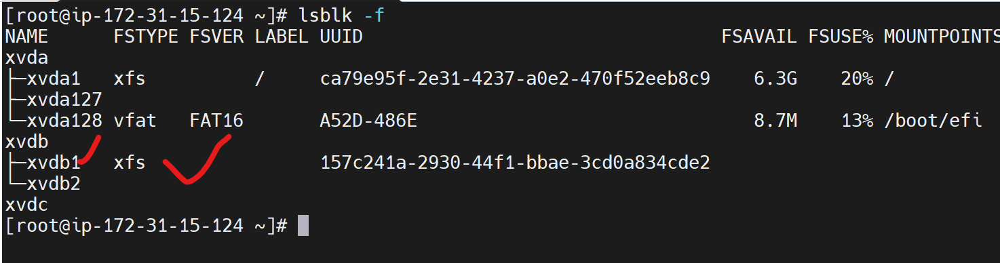 [root@ip-172-31-15-124 ~]# lsblk -f
NAME      FSTYPE FSVER LABEL UUID                                 FSAVAIL FSUSE% MOUNTPOINTS
xvda
├─xvda1   xfs          /     ca79e95f-2e31-4237-a0e2-470f52eeb8c9    6.3G    20% /
├─xvda127
└─xvda128 vfat   FAT16       A52D-486E                               8.7M    13% /boot/efi
xvdb
├─xvdb1   xfs                157c241a-2930-44f1-bbae-3cd0a834cde2
└─xvdb2
xvdc
[root@ip-172-31-15-124 ~]#